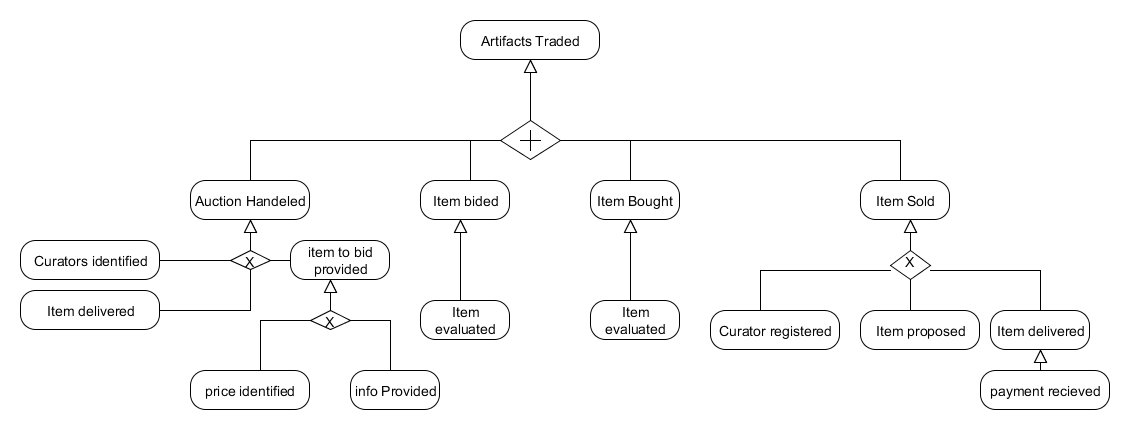 Artifacts Traded
Auction Handeled
Item bided
Item Bought
Item Sold
Curators identified
X
item to bid
provided
X
Item delivered
Item
evaluated
Item
evaluated
X
Curator registered
Item proposed
Item delivered
price identified
info Provided
payment recieved